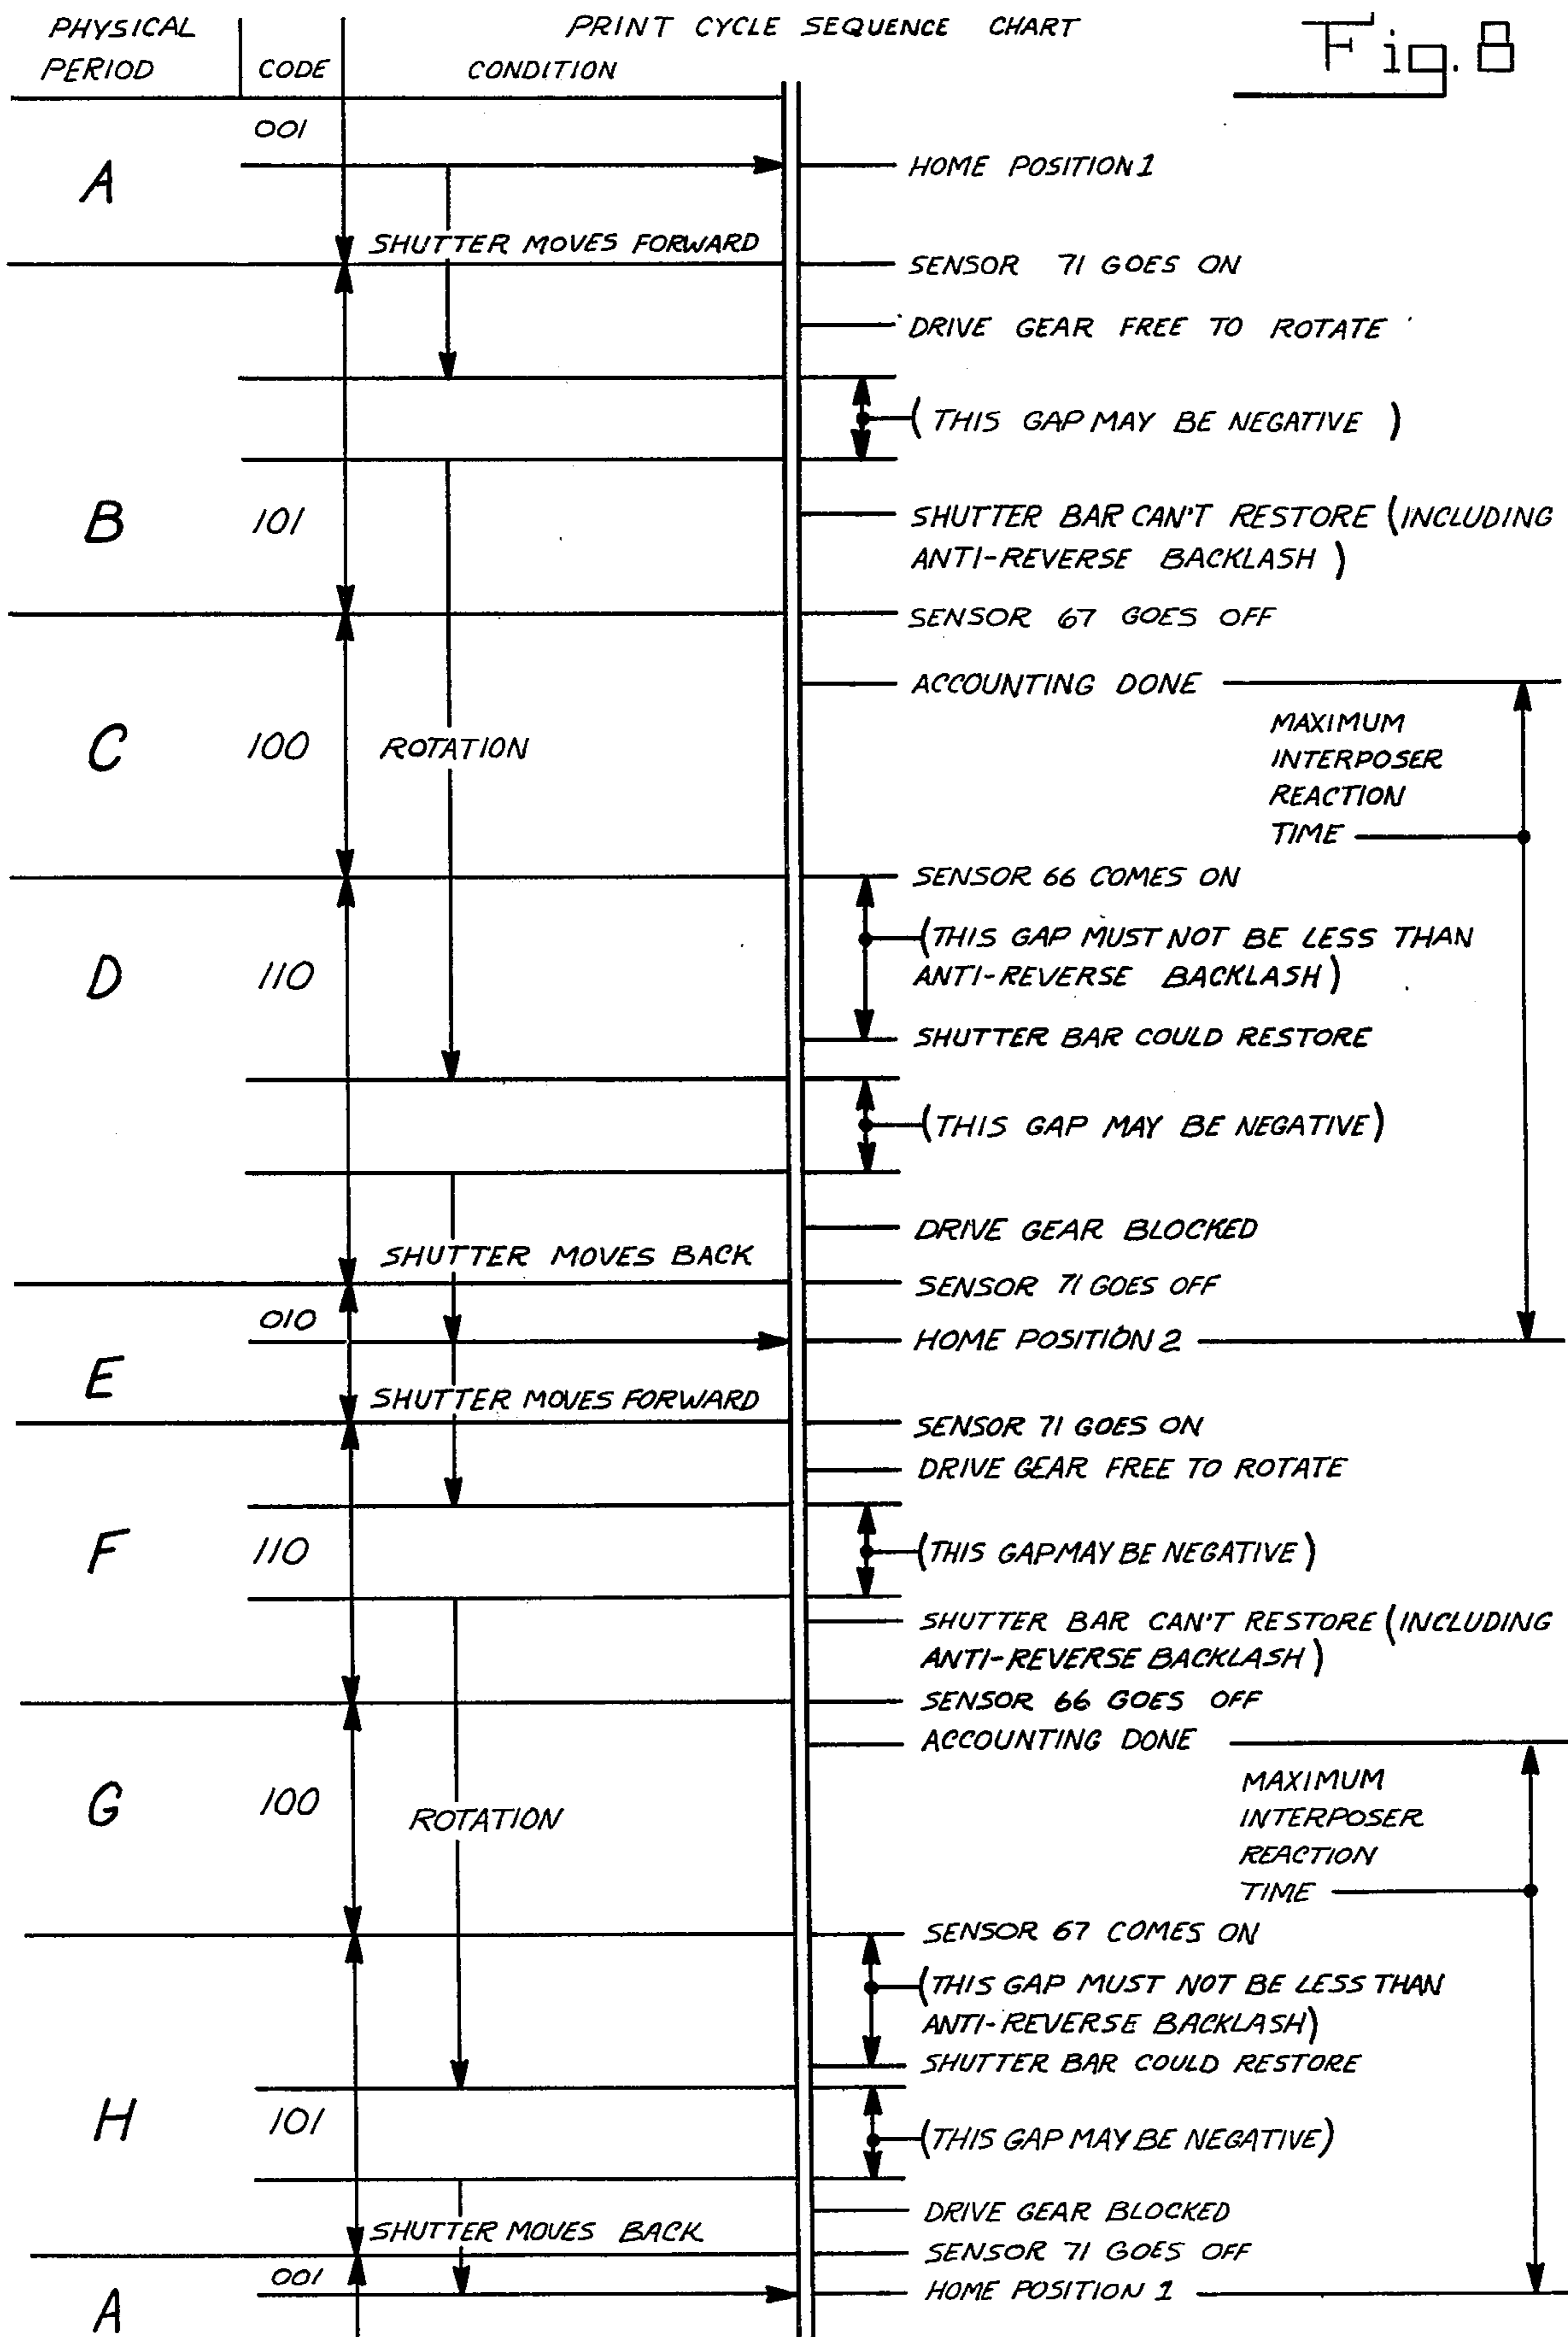 PRINT CYCLE SEQUENCE CHART
Fig. 8
PHYSICAL
PERIOD
CODE
CONDITION
001
A
HOME POSITION 1
SHUTTER MOVES FORWARD
SENSOR 71 GOES ON
DRIVE GEAR FREE TO ROTATE
(THIS GAP MAY BE NEGATIVE)
B
101
SHUTTER BAR CAN'T RESTORE (INCLUDING
ANTI-REVERSE BACKLASH)
SENSOR 67 GOES OFF
ACCOUNTING DONE
MAXIMUM
INTERPOSER
REACTION
TIME
C
100
ROTATION
SENSOR 66 COMES ON
(THIS GAP MUST NOT BE LESS THAN
ANTI-REVERSE BACKLASH)
D
110
SHUTTER BAR COULD RESTORE
(THIS GAP MAY BE NEGATIVE)
DRIVE GEAR BLOCKED
SHUTTER MOVES BACK
SENSOR 71 GOES OFF
010
HOME POSITION 2
E
SHUTTER MOVES FORWARD
SENSOR 71 GOES ON
DRIVE GEAR FREE TO ROTATE
F
110
(THIS GAP MAY BE NEGATIVE)
SHUTTER BAR CAN'T RESTORE (INCLUDING
ANTI-REVERSE BACKLASH)
SENSOR 66 GOES OFF
ACCOUNTING DONE
MAXIMUM
INTERPOSER
REACTION
TIME
G
100
ROTATION
SENSOR 67 COMES ON
(THIS GAP MUST NOT BE LESS THAN
ANTI-REVERSE BACKLASH)
SHUTTER BAR COULD RESTORE
H
101
(THIS GAP MAY BE NEGATIVE)
DRIVE GEAR BLOCKED
SHUTTER MOVES BACK
SENSOR 71 GOES OFF
001
HOME POSITION 1
A